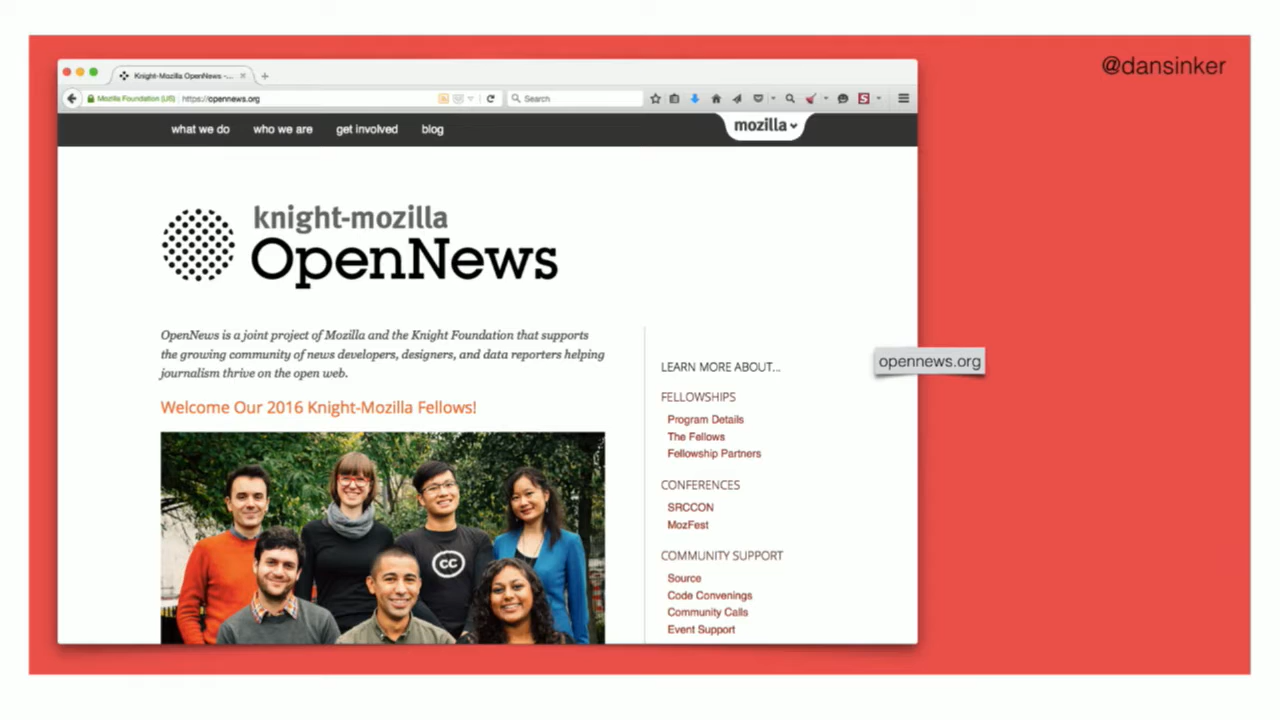 @dansinker
Knight-Mozilla OpenNews -...
Mozilla Foundation (US)
https://opennews.org
Search
what we do
who we are
get involved
blog
mozilla
knight-mozilla
OpenNews
OpenNews is a joint project of Mozilla and the Knight Foundation that supports
the growing community of news developers, designers, and data reporters helping
journalism thrive on the open web.
Welcome Our 2016 Knight-Mozilla Fellows!
CC
LEARN MORE ABOUT...
FELLOWSHIPS
Program Details
The Fellows
Fellowship Partners
CONFERENCES
SRCCON
MozFest
COMMUNITY SUPPORT
Source
Code Convenings
Community Calls
Event Support
opennews.org